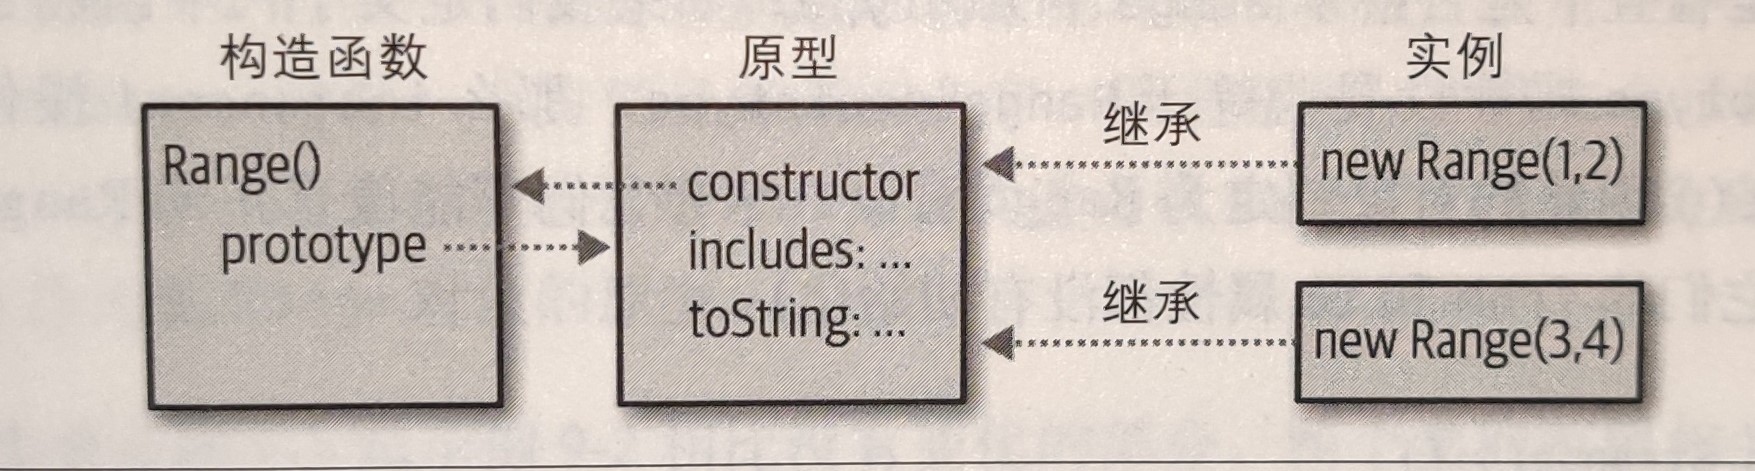 构造函数
原型
实例
Range()
prototype
constructor
includes: ...
toString: ...
继承
new Range(1,2)
继承
new Range(3,4)